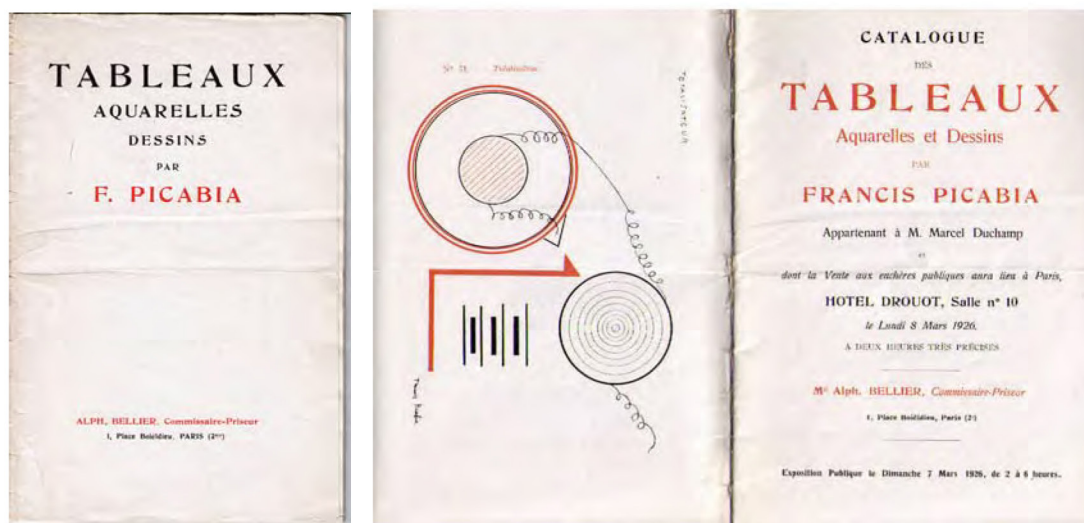 TABLEAUX
AQUARELLES
DESSINS
PAR
F. PICABIA
ALPH. BELLIER, Commissaire-Priseur
1, Place Boïeldieu, PARIS (2me)
CATALOGUE
DES
TABLEAUX
Aquarelles et Dessins
PAR
FRANCIS PICABIA
Appartenant à M. Marcel Duchamp
et
dont la Vente aux enchères publiques aura lieu à Paris,
HOTEL DROUOT, Salle n° 10
le Lundi 8 Mars 1926,
A DEUX HEURES TRÈS PRÉCISES
Me Alph. BELLIER, Commissaire-Priseur
1, Place Boïeldieu, Paris (2e)
Exposition Publique le Dimanche 7 Mars 1926, de 2 à 6 heures.